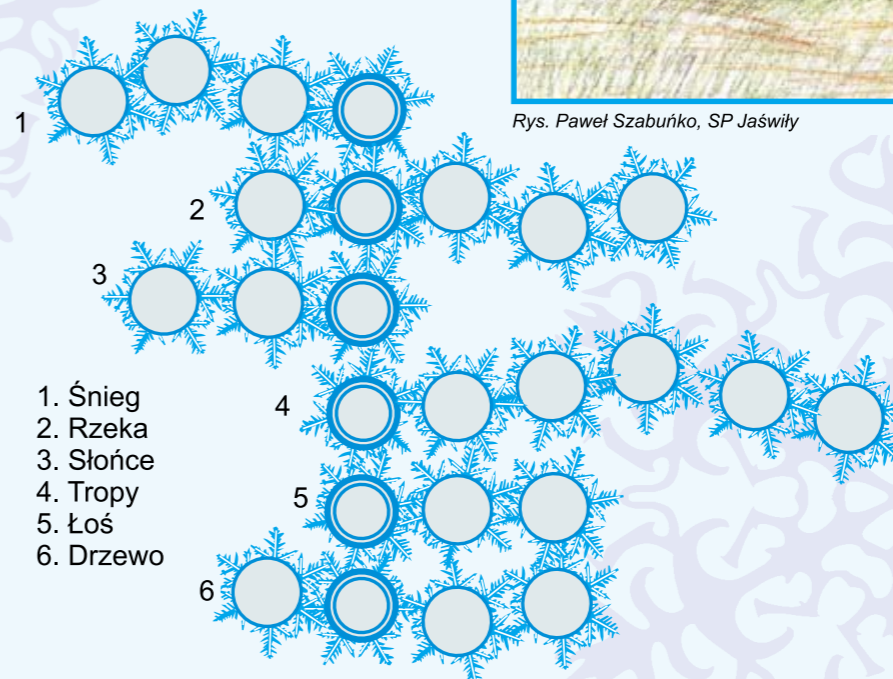 Rys. Paweł Szabuńko, SP Jaświły
1
2
3
4
5
6
1. Śnieg
2. Rzeka
3. Słońce
4. Tropy
5. Łoś
6. Drzewo